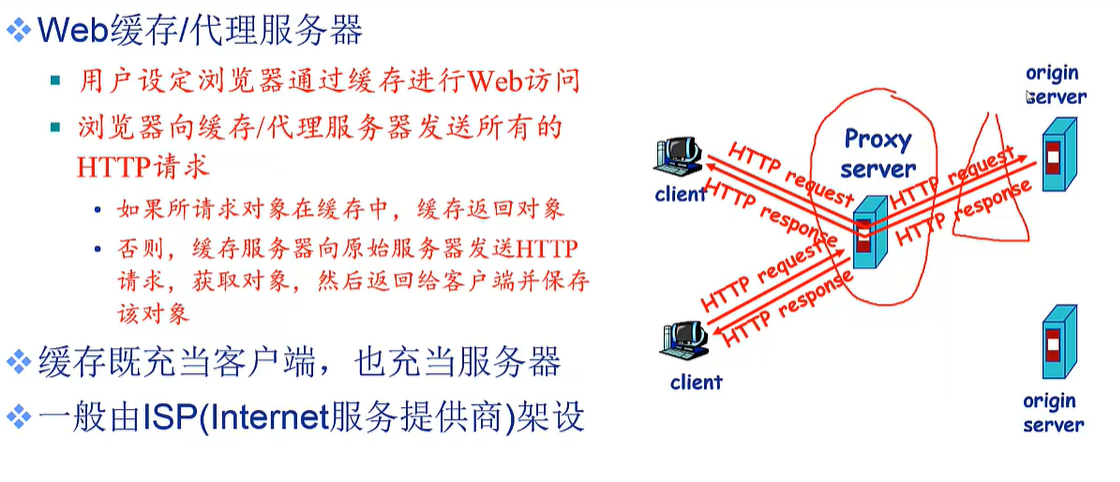 Web缓存/代理服务器
用户设定浏览器通过缓存进行Web访问
浏览器向缓存/代理服务器发送所有的
HTTP请求
如果所请求对象在缓存中，缓存返回对象
否则，缓存服务器向原始服务器发送HTTP
请求，获取对象，然后返回给客户端并保存
该对象
缓存既充当客户端，也充当服务器
一般由ISP(Internet服务提供商)架设
origin
server
Proxy
server
client
HTTP request
HTTP response
HTTP request
HTTP response
HTTP request
HTTP response
client
origin
server